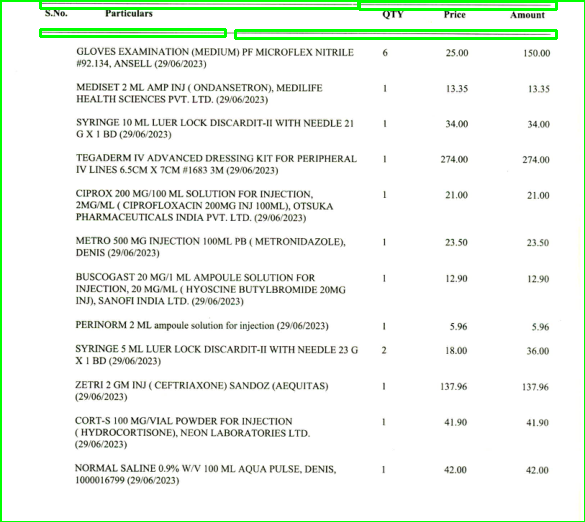 S.No. Particulars QTY Price Amount
GLOVES EXAMINATION (MEDIUM) PF MICROFLEX NITRILE 6 25.00 150.00
#92.134, ANSELL (29/06/2023)
MEDISET 2 ML AMP INJ ( ONDANSETRON), MEDILIFE 1 13.35 13.35
HEALTH SCIENCES PVT. LTD. (29/06/2023)
SYRINGE 10 ML LUER LOCK DISCARDIT-II WITH NEEDLE 21 1 34.00 34.00
G X 1 BD (29/06/2023)
TEGADERM IV ADVANCED DRESSING KIT FOR PERIPHERAL 1 274.00 274.00
IV LINES 6.5CM X 7CM #1683 3M (29/06/2023)
CIPROX 200 MG/100 ML SOLUTION FOR INJECTION, 1 21.00 21.00
2MG/ML ( CIPROFLOXACIN 200MG INJ 100ML), OTSUKA
PHARMACEUTICALS INDIA PVT. LTD. (29/06/2023)
METRO 500 MG INJECTION 100ML PB ( METRONIDAZOLE), 1 23.50 23.50
DENIS (29/06/2023)
BUSCOGAST 20 MG/1 ML AMPOULE SOLUTION FOR 1 12.90 12.90
INJECTION, 20 MG/ML ( HYOSCINE BUTYLBROMIDE 20MG
INJ), SANOFI INDIA LTD. (29/06/2023)
PERINORM 2 ML ampoule solution for injection (29/06/2023) 1 5.96 5.96
SYRINGE 5 ML LUER LOCK DISCARDIT-II WITH NEEDLE 23 G 2 18.00 36.00
X 1 BD (29/06/2023)
ZETRI 2 GM INJ ( CEFTRIAXONE) SANDOZ (AEQUITAS) 1 137.96 137.96
(29/06/2023)
CORT-S 100 MG/VIAL POWDER FOR INJECTION 1 41.90 41.90
( HYDROCORTISONE), NEON LABORATORIES LTD.
(29/06/2023)
NORMAL SALINE 0.9% W/V 100 ML AQUA PULSE, DENIS, 1 42.00 42.00
1000016799 (29/06/2023)